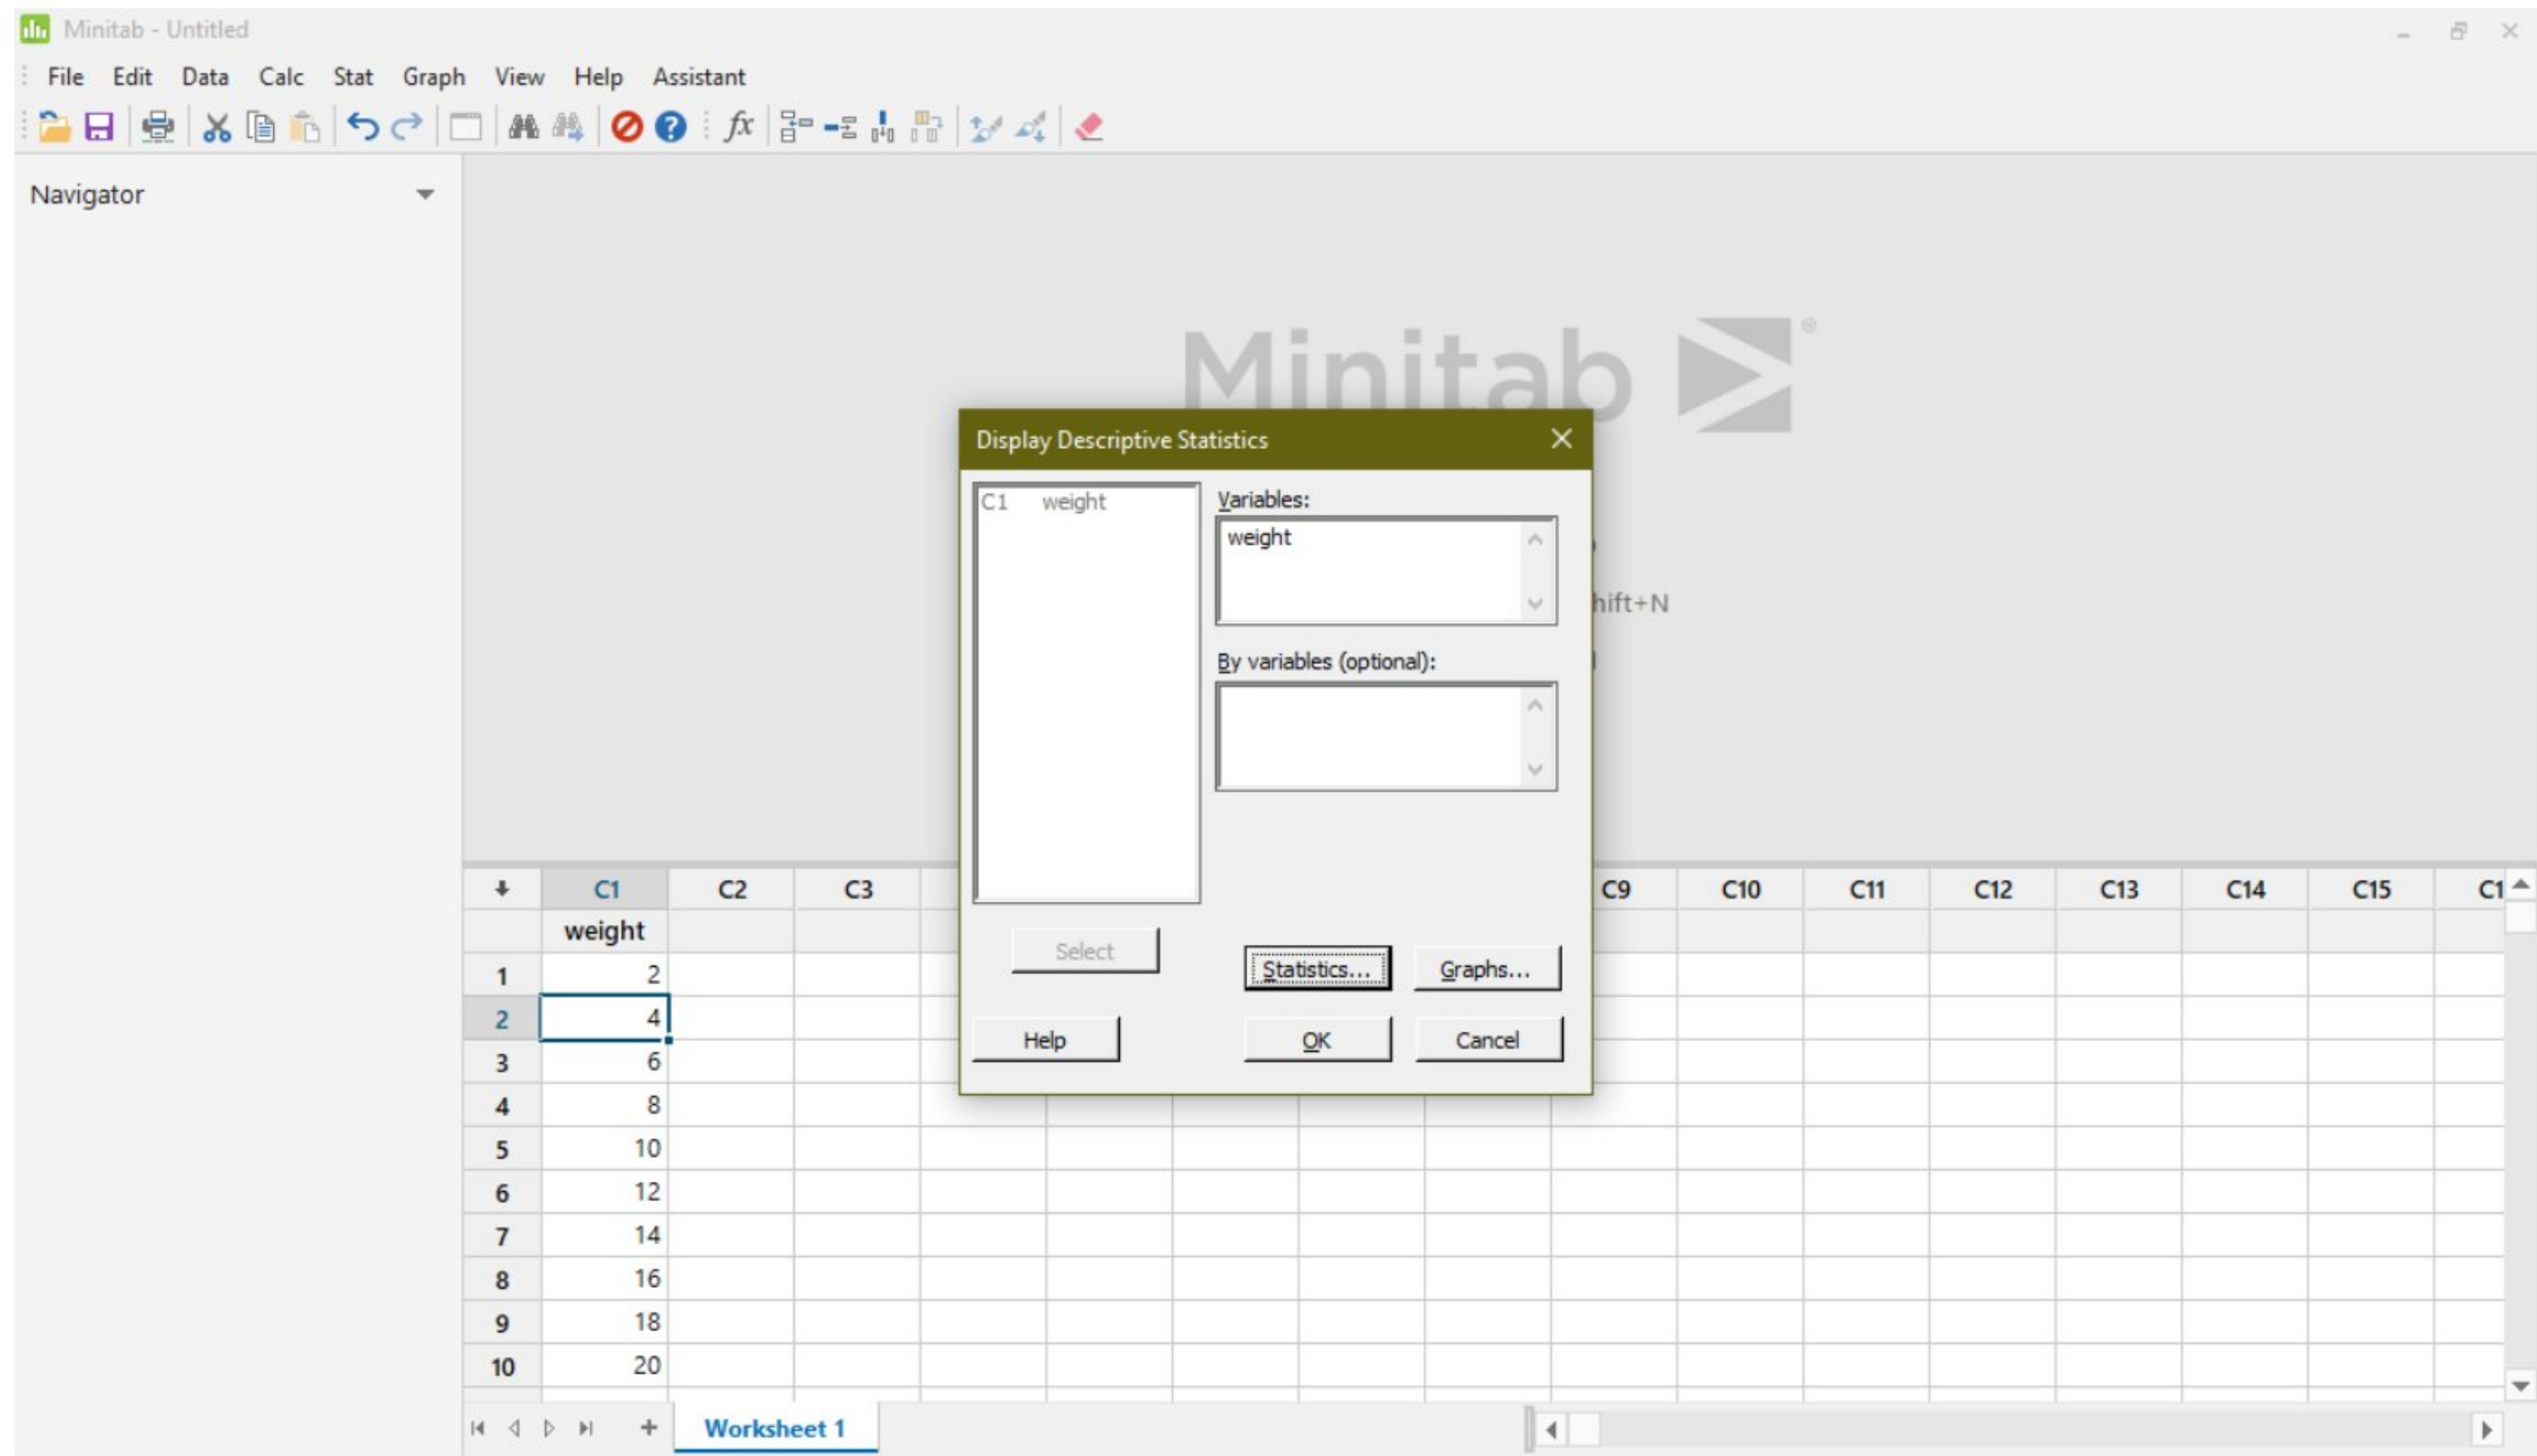 Minitab - Untitled
File Edit Data Calc Stat Graph View Help Assistant
fx
Navigator
Minitab ®
Display Descriptive Statistics
C1 weight
Variables:
weight
hift+N
By variables (optional):
Select
Statistics... Graphs...
Help OK Cancel
C1 C2 C3 C9 C10 C11 C12 C13 C14 C15 C1
weight
1 2
2 4
3 6
4 8
5 10
6 12
7 14
8 16
9 18
10 20
+ Worksheet 1